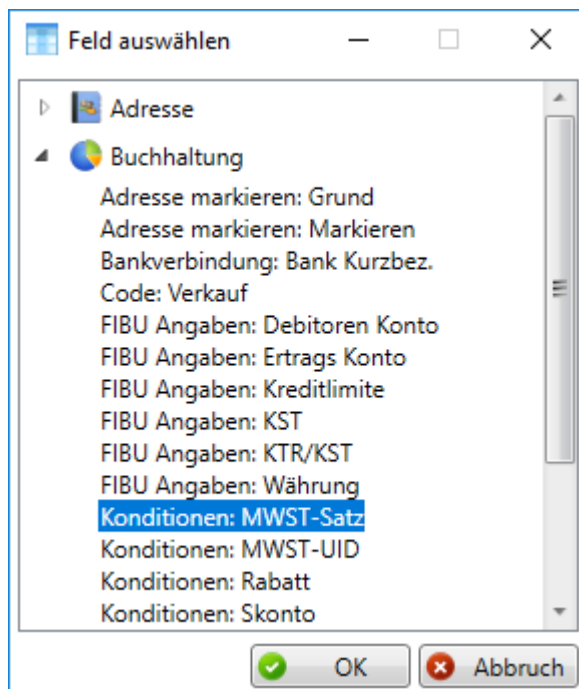 Feld auswählen
Adresse
Buchhaltung
Adresse markieren: Grund
Adresse markieren: Markieren
Bankverbindung: Bank Kurzbez.
Code: Verkauf
FIBU Angaben: Debitoren Konto
FIBU Angaben: Ertrags Konto
FIBU Angaben: Kreditlimite
FIBU Angaben: KST
FIBU Angaben: KTR/KST
FIBU Angaben: Währung
Konditionen: MWST-Satz
Konditionen: MWST-UID
Konditionen: Rabatt
Konditionen: Skonto
OK Abbruch